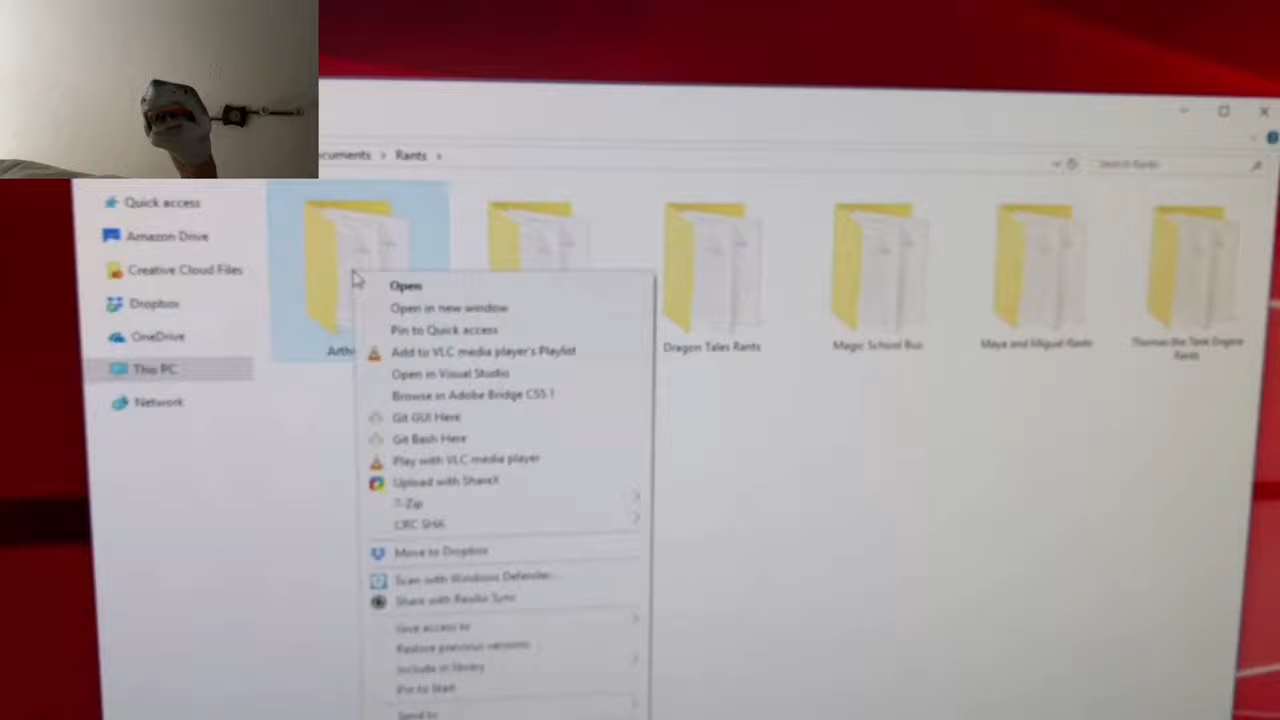 cuments > Rants >
Search Rants
Quick access
Amazon Drive
Creative Cloud Files
Dropbox
OneDrive
This PC
Network
Arth
Dragon Tales Rants
Magic School Bus
Maya and Miguel Rants
Thomas the Tank Engine
Rants
Open
Open in new window
Pin to Quick access
Add to VLC media player's Playlist
Open in Visual Studio
Browse in Adobe Bridge CS5.1
Git GUI Here
Git Bash Here
Play with VLC media player
Upload with ShareX
7-Zip
CRC SHA
Move to Dropbox
Scan with Windows Defender...
Share with Resilio Sync
Give access to
Restore previous versions
Include in library
Pin to Start
Send to